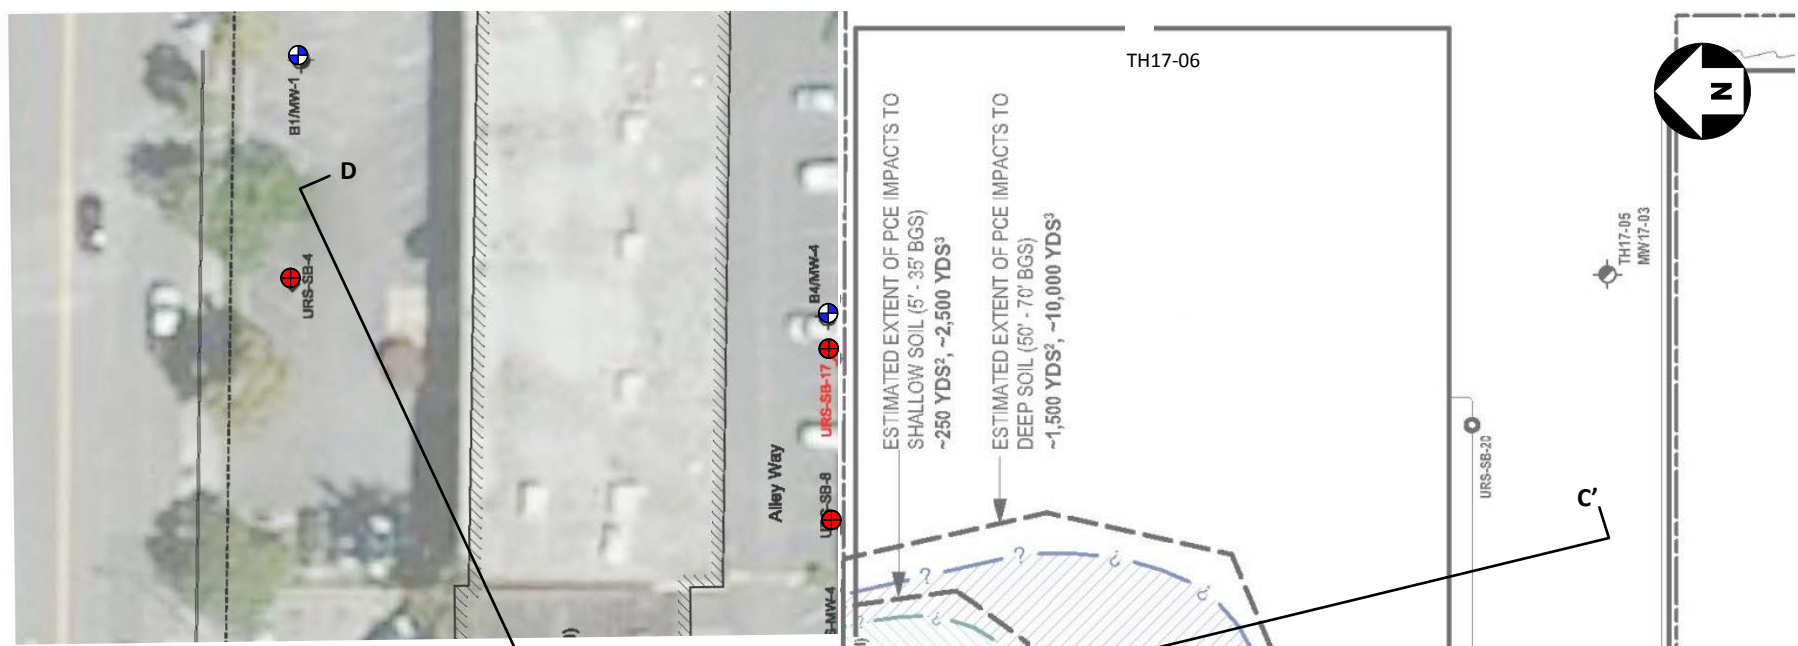 TH17-06
N
B1/MW-1
D
URS-SB-4
B4/MW-4
URS-SB-17
Alley Way
URS-SB-8
S-MW-4
ESTIMATED EXTENT OF PCE IMPACTS TO
SHALLOW SOIL (5' - 35' BGS)
~250 YDS², ~2,500 YDS³
ESTIMATED EXTENT OF PCE IMPACTS TO
DEEP SOIL (50' - 70' BGS)
~1,500 YDS², ~10,000 YDS³
TH17-05
MW17-03
URS-SB-20
C'
? ? ? ?
?